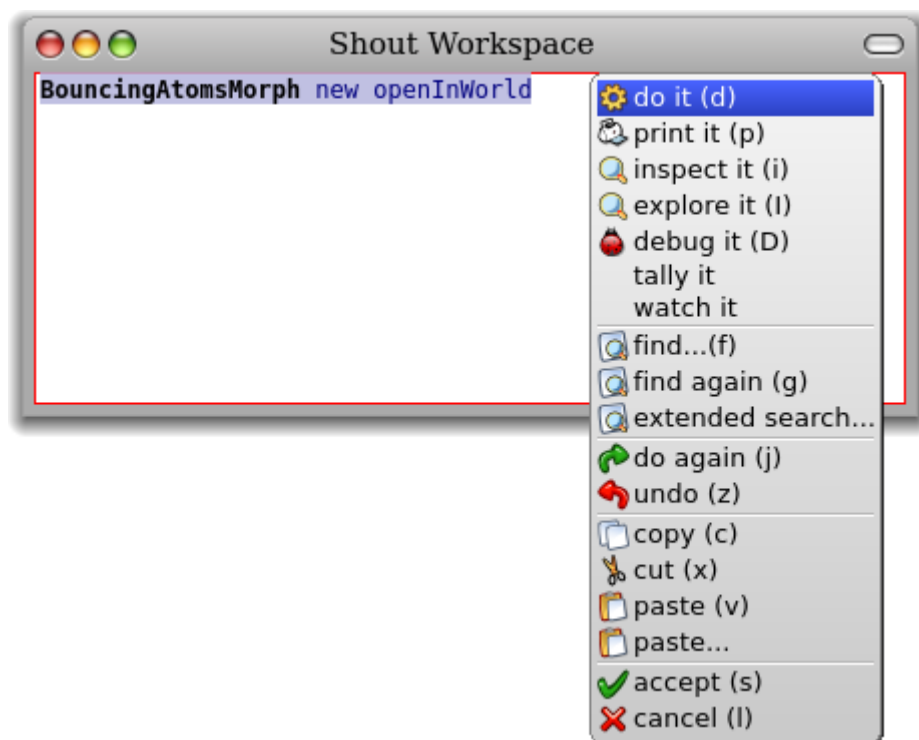 Shout Workspace
BouncingAtomsMorph new openInWorld
do it (d)
print it (p)
inspect it (i)
explore it (I)
debug it (D)
tally it
watch it
find...(f)
find again (g)
extended search...
do again (j)
undo (z)
copy (c)
cut (x)
paste (v)
paste...
accept (s)
cancel (l)